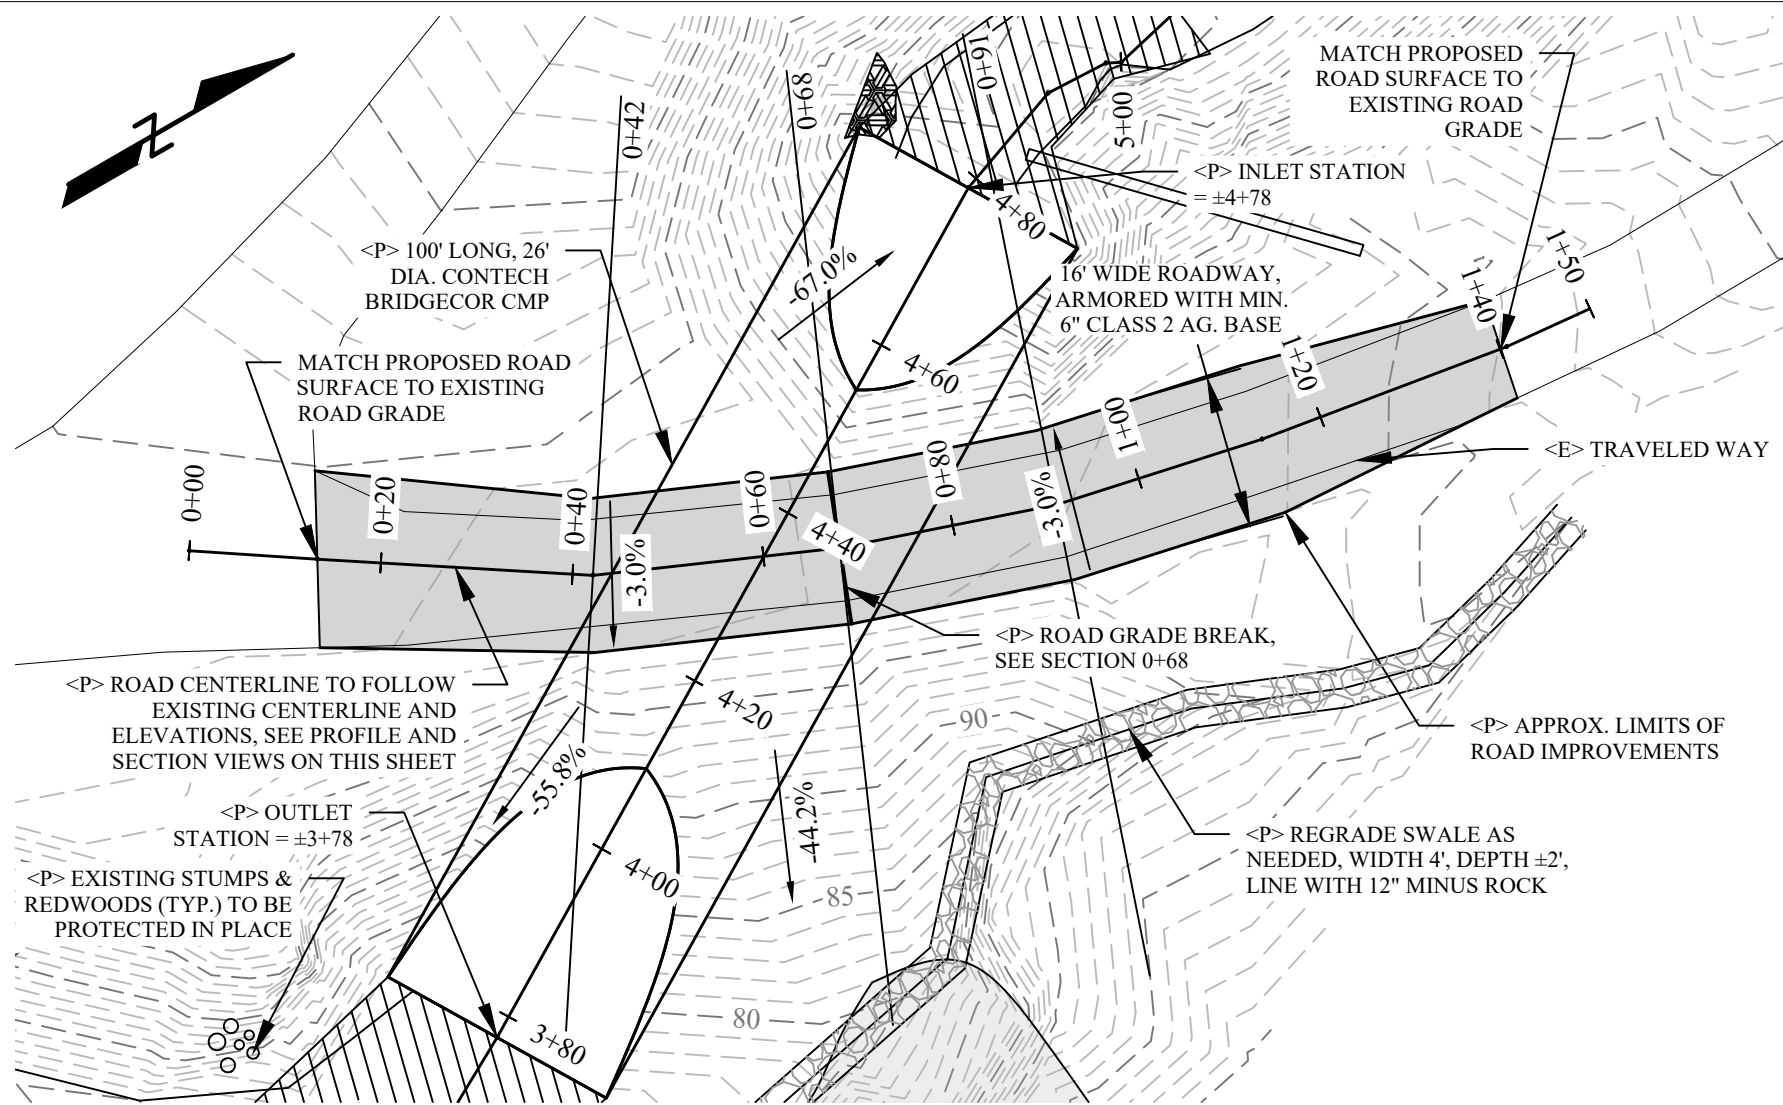 MATCH PROPOSED
ROAD SURFACE TO
EXISTING ROAD
GRADE
0+42
0+68
0+91
5+00
<P> INLET STATION
= ±4+78
4+80
<P> 100' LONG, 26'
DIA. CONTECH
BRIDGECOR CMP
-67.0%
16' WIDE ROADWAY,
ARMORED WITH MIN.
6" CLASS 2 AG. BASE
1+50
1+40
MATCH PROPOSED ROAD
SURFACE TO EXISTING
ROAD GRADE
4+60
1+20
1+00
<E> TRAVELED WAY
0+00
0+20
0+40
0+60
0+80
4+40
-3.0%
-3.0%
<P> ROAD GRADE BREAK,
SEE SECTION 0+68
<P> ROAD CENTERLINE TO FOLLOW
EXISTING CENTERLINE AND
ELEVATIONS, SEE PROFILE AND
SECTION VIEWS ON THIS SHEET
4+20
90
<P> APPROX. LIMITS OF
ROAD IMPROVEMENTS
-55.8%
-44.2%
<P> OUTLET
STATION = ±3+78
<P> REGRADE SWALE AS
NEEDED, WIDTH 4', DEPTH ±2',
LINE WITH 12" MINUS ROCK
4+00
85
<P> EXISTING STUMPS &
REDWOODS (TYP.) TO BE
PROTECTED IN PLACE
80
3+80